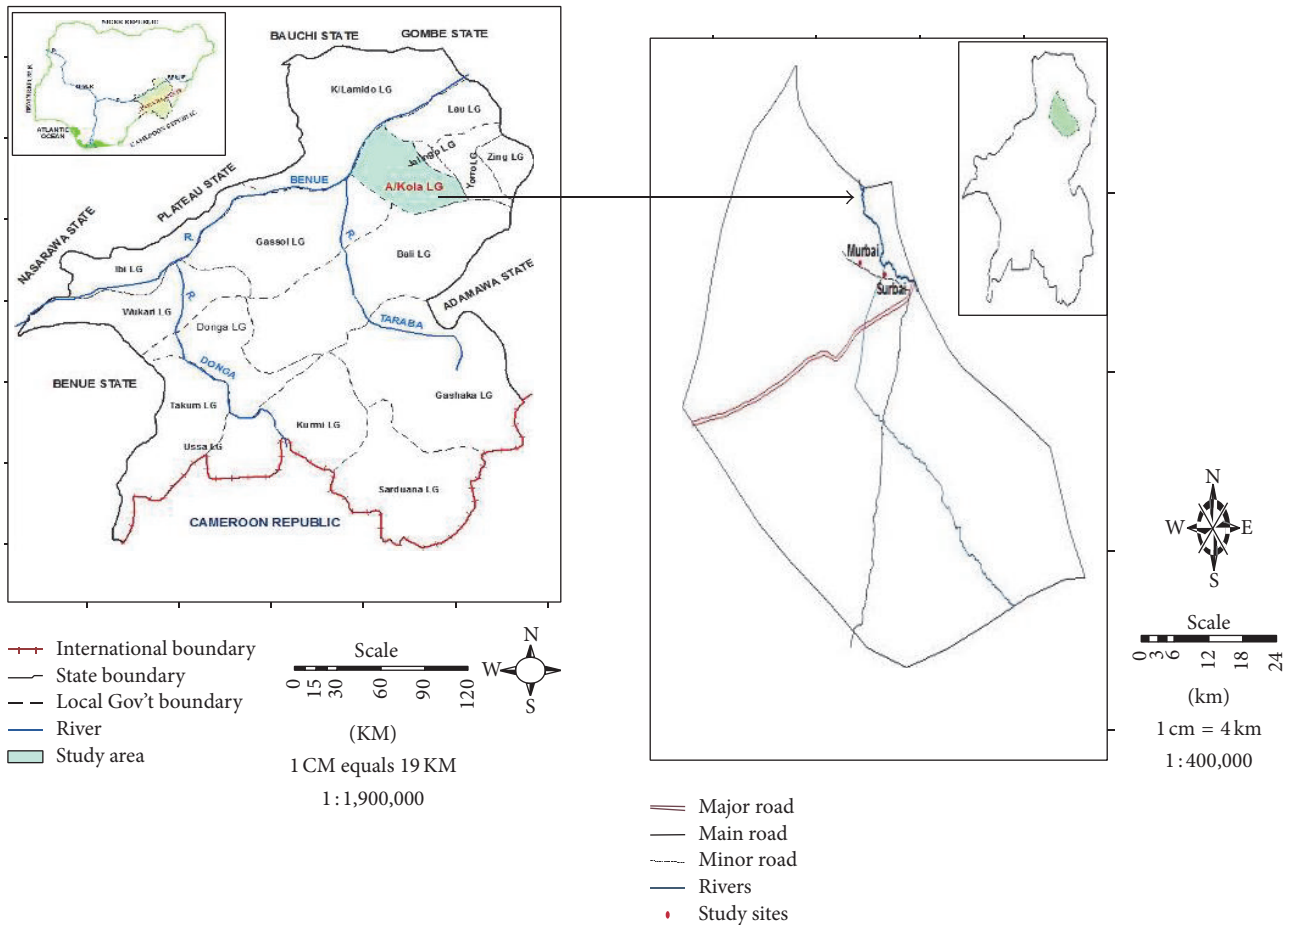 NIGER REPUBLIC
ATLANTIC
OCEAN
CAMEROON REPUBLIC
BAUCHI STATE
GOMBE STATE
K/Lamido LG
Lau LG
Jalingo LG
Yorro LG
Zing LG
A/Kola LG
PLATEAU STATE
BENUE
R.
NASARAWA STATE
Ibi LG
Gassol LG
R.
Bali LG
ADAMAWA STATE
Wukari LG
R.
Donga LG
TARABA
DONGA
BENUE STATE
Takum LG
Kurmi LG
Gashaka LG
Ussa LG
Sarduana LG
CAMEROON REPUBLIC
International boundary
State boundary
Local Gov't boundary
River
Study area
Scale
0 15 30 60 90 120
(KM)
1 CM equals 19 KM
1 : 1,900,000
N
W
S
Murbai
Surbai
N
W E
S
Scale
0 3 6 12 18 24
(km)
1 cm = 4 km
1 : 400,000
Major road
Main road
Minor road
Rivers
Study sites